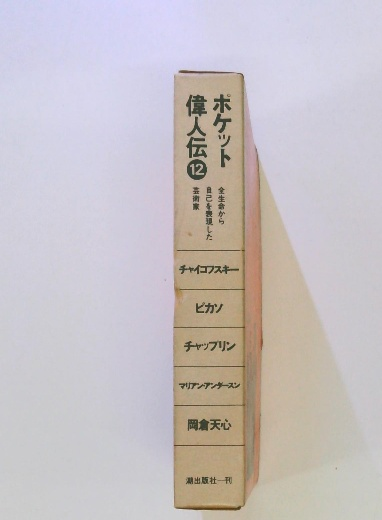 ポケット
偉人伝⑫
全生命から
自己を表現した
芸術家
チャイコフスキー
ピカソ
チャップリン
マリアン・アンダースン
岡倉天心
潮出版社―刊